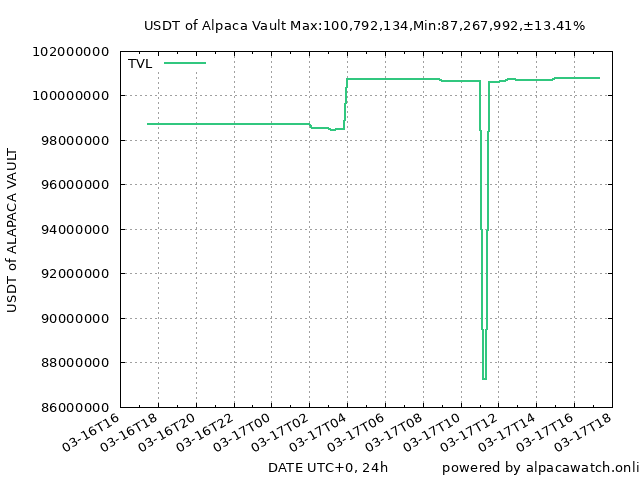 USDT of Alpaca Vault Max:100,792,134,Min:87,267,992,±13.41%
TVL
102000000
100000000
98000000
96000000
94000000
92000000
90000000
88000000
86000000
USDT of ALAPACA VAULT
03-16T16
03-16T18
03-16T20
03-16T22
03-17T00
03-17T02
03-17T04
03-17T06
03-17T08
03-17T10
03-17T12
03-17T14
03-17T16
03-17T18
DATE UTC+0, 24h
powered by alpacawatch.onli